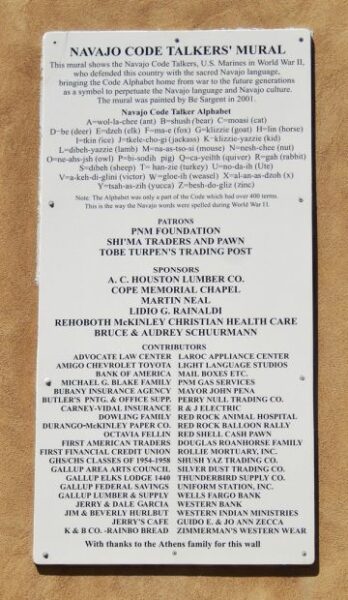 NAVAJO CODE TALKERS' MURAL
This mural shows the Navajo Code Talkers, U.S. Marines in World War II,
who defended this country with the sacred Navajo language,
bringing the Code Alphabet home from war to the future generations
as a symbol to perpetuate the Navajo language and Navajo culture.
The mural was painted by Be Sargent in 2001.
Navajo Code Talker Alphabet
A=wol-la-chee (ant) B=shush (bear) C=moasi (cat)
D=be (deer) E=dzeh (elk) F=ma-e (fox) G=klizzie (goat) H=lin (horse)
I=tkin (ice) J=tkele-cho-gi (jackass) K=klizzie-yazzie (kid)
L=dibeh-yazzie (lamb) M=na-as-tso-si (mouse) N=nesh-chee (nut)
O=ne-ahs-jsh (owl) P=bi-sodih (pig) Q=ca-yeilth (quiver) R=gah (rabbit)
S=dibeh (sheep) T=han-zie (turkey) U=no-da-ih (Ute)
V=a-keh-di-glini (victor) W=gloe-ih (weasel) X=al-an-as-dzoh (x)
Y=tsah-as-zih (yucca) Z=besh-do-gliz (zinc)
Note: The Alphabet was only a part of the Code which had over 400 terms.
This is the way the Navajo words were spelled during World War II.
PATRONS
PNM FOUNDATION
SHI'MA TRADERS AND PAWN
TOBE TURPEN'S TRADING POST
SPONSORS
A. C. HOUSTON LUMBER CO.
COPE MEMORIAL CHAPEL
MARTIN NEAL
LIDIO G. RAINALDI
REHOBOTH McKINLEY CHRISTIAN HEALTH CARE
BRUCE & AUDREY SCHUURMANN
CONTRIBUTORS
ADVOCATE LAW CENTER LAROC APPLIANCE CENTER
AMIGO CHEVROLET TOYOTA LIGHT LANGUAGE STUDIOS
BANK OF AMERICA MAIL BOXES ETC.
MICHAEL G. BLAKE FAMILY PNM GAS SERVICES
BUBANY INSURANCE AGENCY MAYOR JOHN PENA
BUTLER'S PNTG. & OFFICE SUPP. PERRY NULL TRADING CO.
CARNEY-VIDAL INSURANCE R & J ELECTRIC
DOWLING FAMILY RED ROCK ANIMAL HOSPITAL
DURANGO-McKINLEY PAPER CO. RED ROCK BALLOON RALLY
OCTAVIA FELLIN RED SHELL CASH PAWN
FIRST AMERICAN TRADERS DOUGLAS ROANHORSE FAMILY
FIRST FINANCIAL CREDIT UNION ROLLIE MORTUARY, INC.
GHS/CHS CLASSES OF 1954-1958 SHUSH YAZ TRADING CO.
GALLUP AREA ARTS COUNCIL SILVER DUST TRADING CO.
GALLUP ELKS LODGE 1440 THUNDERBIRD SUPPLY CO.
GALLUP FEDERAL SAVINGS UNIFORM STATION, INC.
GALLUP LUMBER & SUPPLY WELLS FARGO BANK
JERRY & DALE GARCIA WESTERN BANK
JIM & BEVERLY HURLBUT WESTERN INDIAN MINISTRIES
JERRY'S CAFE GUIDO E. & JO ANN ZECCA
K & B CO. -RAINBO BREAD ZIMMERMAN'S WESTERN WEAR
With thanks to the Athens family for this wall